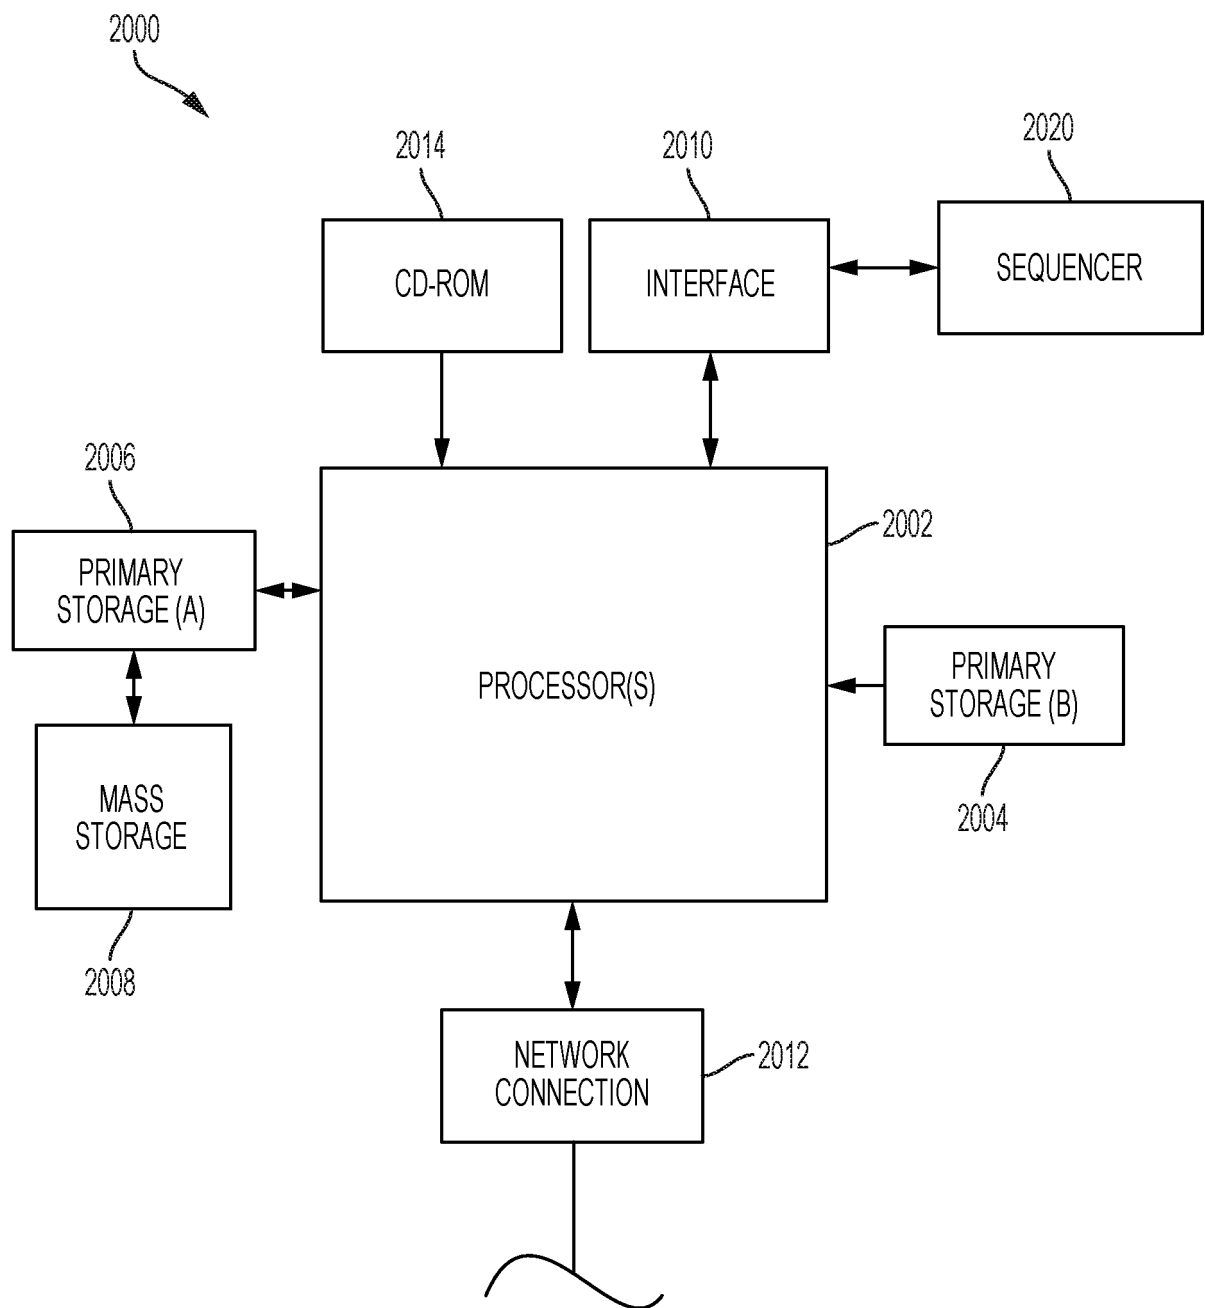 2000
2014
2010
2020
CD-ROM
INTERFACE
SEQUENCER
2006
2002
PRIMARY
STORAGE (A)
PROCESSOR(S)
PRIMARY
STORAGE (B)
MASS
STORAGE
2004
2008
NETWORK
CONNECTION
2012